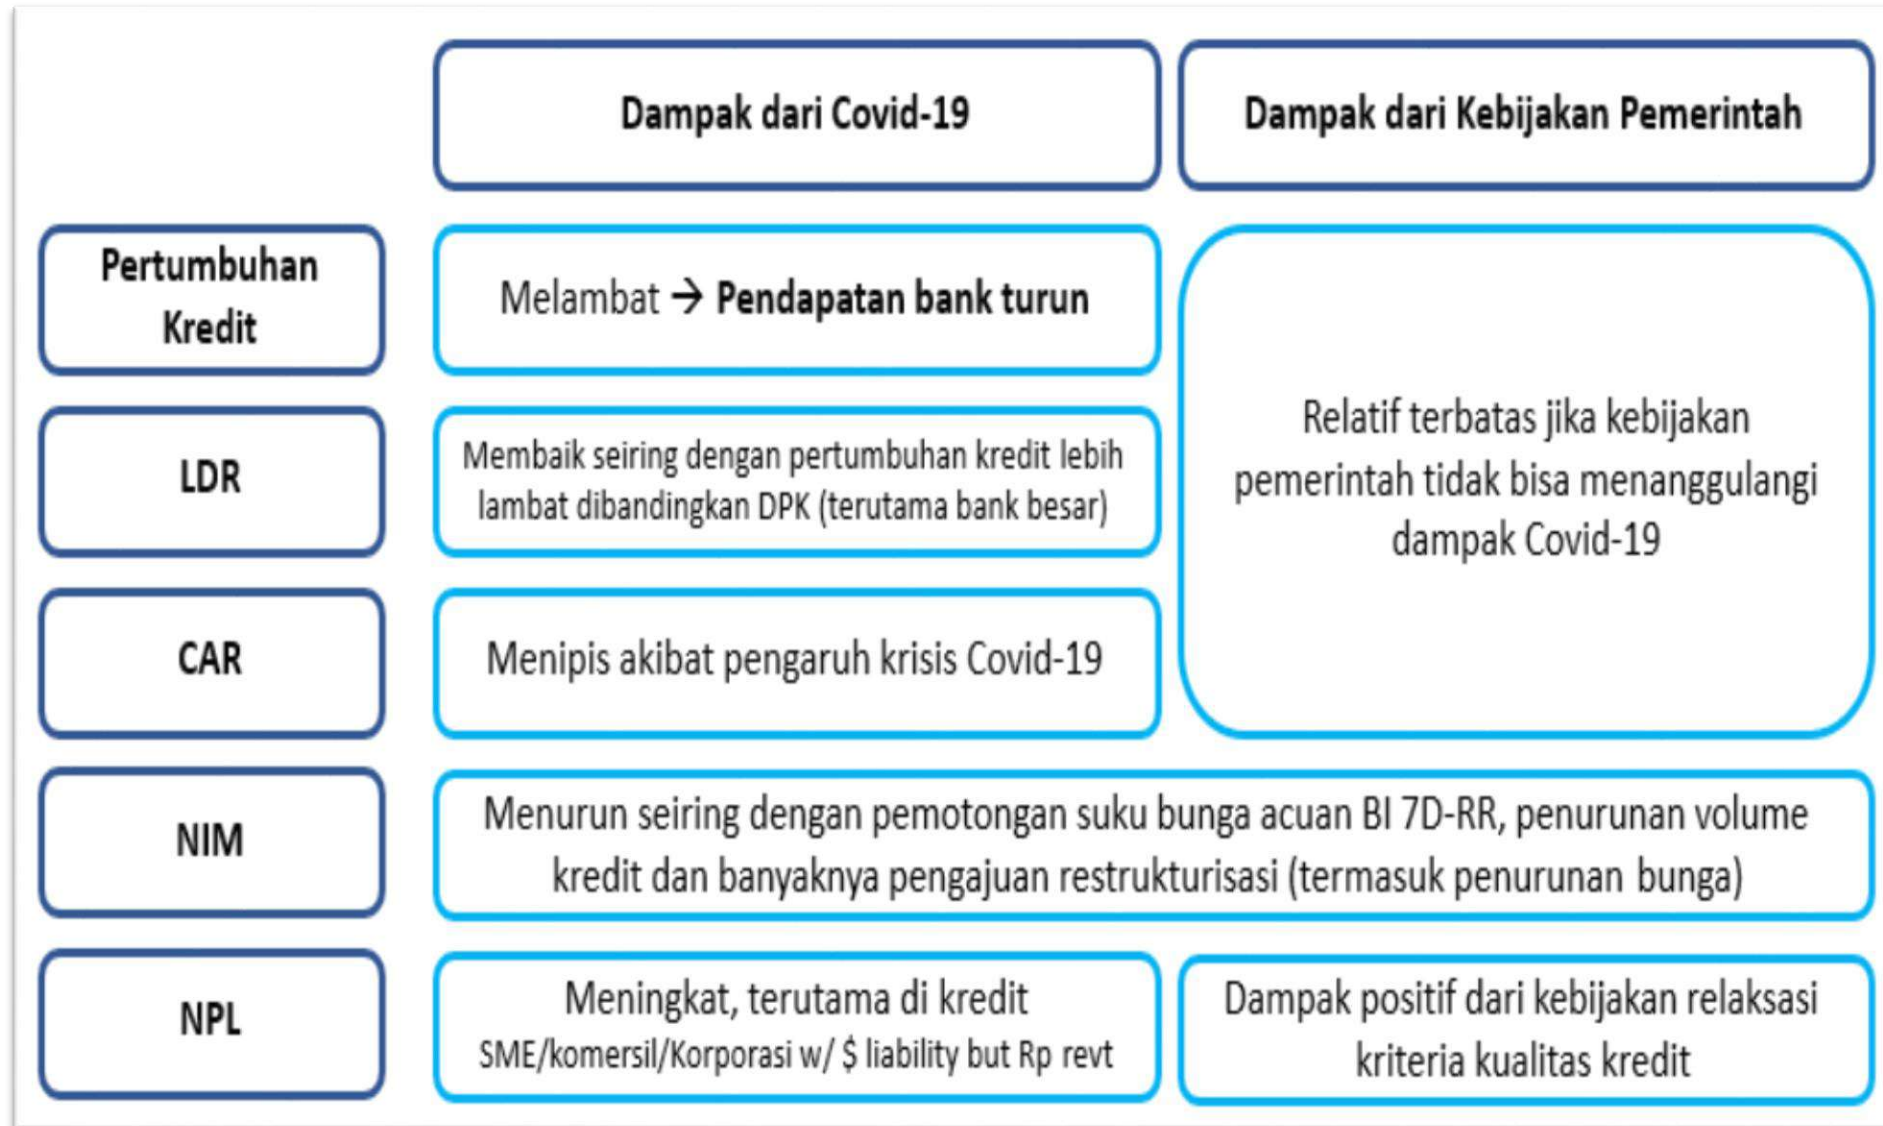 Dampak dari Covid-19
Dampak dari Kebijakan Pemerintah
Pertumbuhan
Kredit
Melambat → Pendapatan bank turun
Relatif terbatas jika kebijakan
pemerintah tidak bisa menanggulangi
dampak Covid-19
LDR
Membaik seiring dengan pertumbuhan kredit lebih
lambat dibandingkan DPK (terutama bank besar)
CAR
Menipis akibat pengaruh krisis Covid-19
NIM
Menurun seiring dengan pemotongan suku bunga acuan BI 7D-RR, penurunan volume
kredit dan banyaknya pengajuan restrukturisasi (termasuk penurunan bunga)
NPL
Meningkat, terutama di kredit
SME/komersil/Korporasi w/ $ liability but Rp revt
Dampak positif dari kebijakan relaksasi
kriteria kualitas kredit